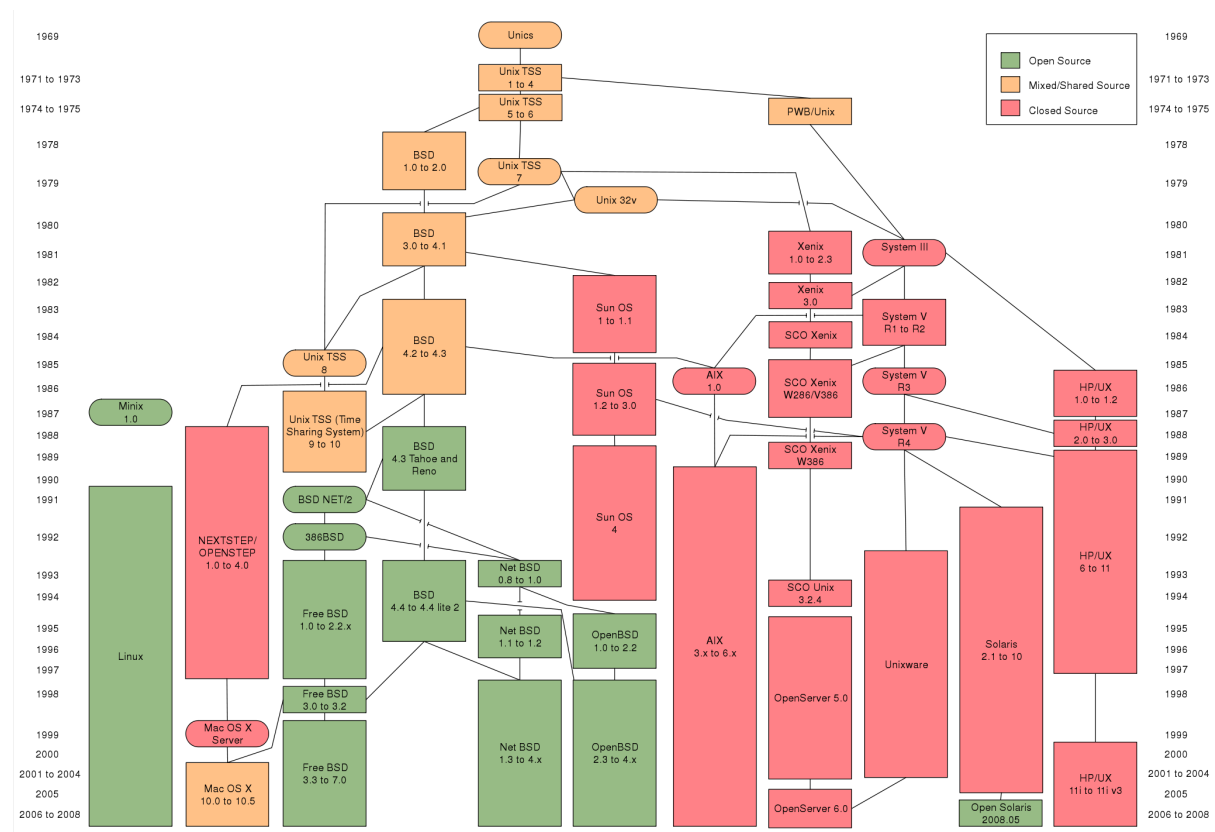 1969
1971 to 1973
1974 to 1975
1978
1979
1980
1981
1982
1983
1984
1985
1986
1987
1988
1989
1990
1991
1992
1993
1994
1995
1996
1997
1998
1999
2000
2001 to 2004
2005
2006 to 2008
Unics
Unix TSS
1 to 4
Unix TSS
5 to 6
PWB/Unix
BSD
1.0 to 2.0
Unix TSS
7
Unix 32v
BSD
3.0 to 4.1
Xenix
1.0 to 2.3
System III
Sun OS
1 to 1.1
Xenix
3.0
BSD
4.2 to 4.3
System V
R1 to R2
SCO Xenix
Unix TSS
8
Sun OS
1.2 to 3.0
AIX
1.0
SCO Xenix
W286/V386
System V
R3
HP/UX
1.0 to 1.2
Minix
1.0
Unix TSS (Time
Sharing System)
9 to 10
System V
R4
HP/UX
2.0 to 3.0
BSD
4.3 Tahoe and
Reno
SCO Xenix
W386
BSD NET/2
Sun OS
4
386BSD
NEXTSTEP/
OPENSTEP
1.0 to 4.0
HP/UX
6 to 11
Net BSD
0.8 to 1.0
SCO Unix
3.2.4
BSD
4.4 to 4.4 lite 2
Free BSD
1.0 to 2.2.x
Net BSD
1.1 to 1.2
OpenBSD
1.0 to 2.2
AIX
3.x to 6.x
Solaris
2.1 to 10
Linux
Unixware
Free BSD
3.0 to 3.2
OpenServer 5.0
Mac OS X
Server
Net BSD
1.3 to 4.x
OpenBSD
2.3 to 4.x
Free BSD
3.3 to 7.0
HP/UX
11i to 11i v3
Mac OS X
10.0 to 10.5
OpenServer 6.0
Open Solaris
2008.05
Open Source
Mixed/Shared Source
Closed Source
1969
1971 to 1973
1974 to 1975
1978
1979
1980
1981
1982
1983
1984
1985
1986
1987
1988
1989
1990
1991
1992
1993
1994
1995
1996
1997
1998
1999
2000
2001 to 2004
2005
2006 to 2008